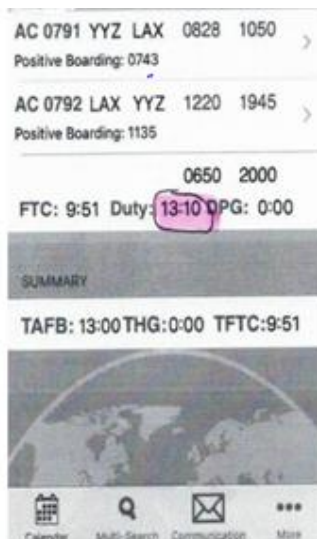 AC 0791 YYZ LAX 0828 1050
Positive Boarding: 0743
AC 0792 LAX YYZ 1220 1945
Positive Boarding: 1135
0650 2000
FTC: 9:51 Duty: 13:10 DPG: 0:00
SUMMARY
TAFB: 13:00 THG:0:00 TFTC:9:51
Calendar Multi-Search Communication More